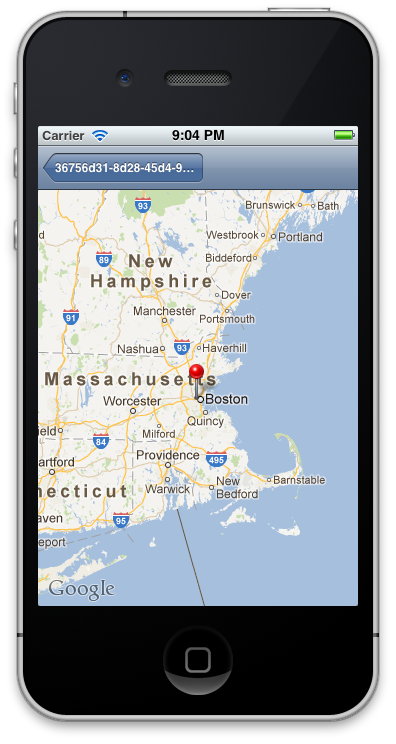 Carrier 9:04 PM
36756d31-8d28-45d4-9...
93
Brunswick Bath
d
Westbrook Portland
89
New
Hampshire
Biddeford
Dover
91
Manchester
Portsmouth
Nashua 93 Haverhill
Massachusetts
Worcester Boston
Quincy
ield
84
Milford
Providence
artford
495
Warwick
New
Bedford
Barnstable
necticut
aven
95
eport
Google